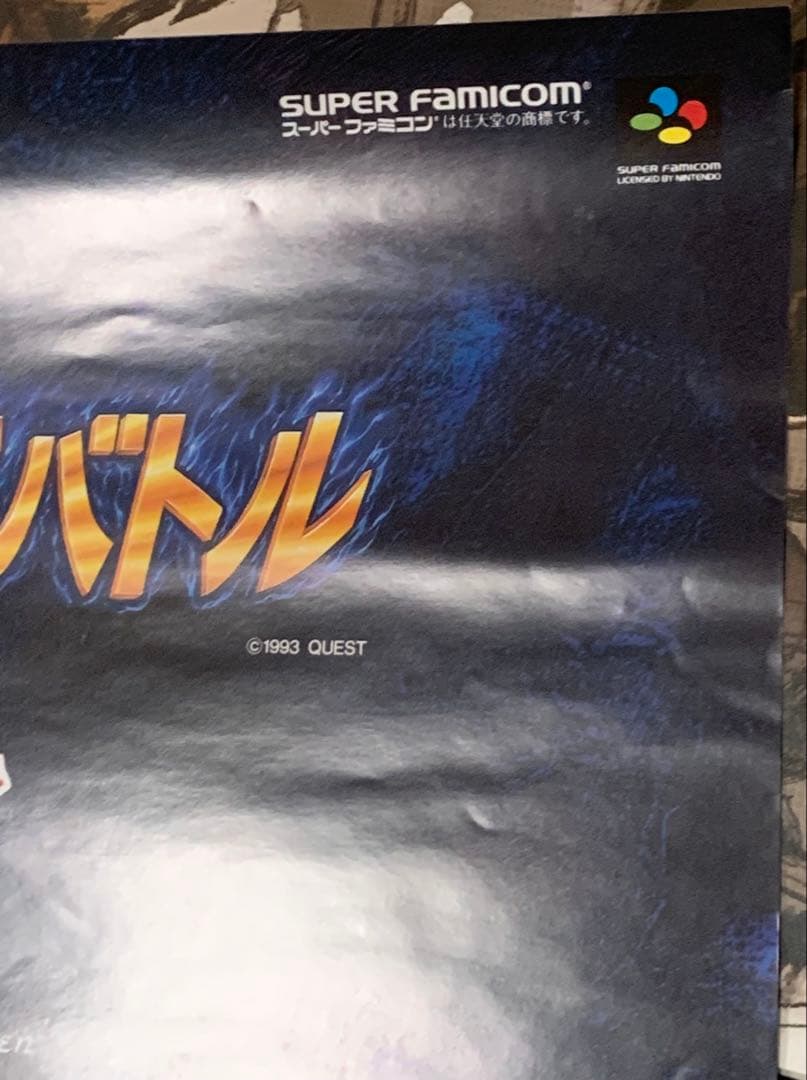 SUPER FAMICOM®
スーパーファミコン®は任天堂の商標です。
SUPER FAMICOM
LICENSED BY NINTENDO
バトル
©1993 QUEST